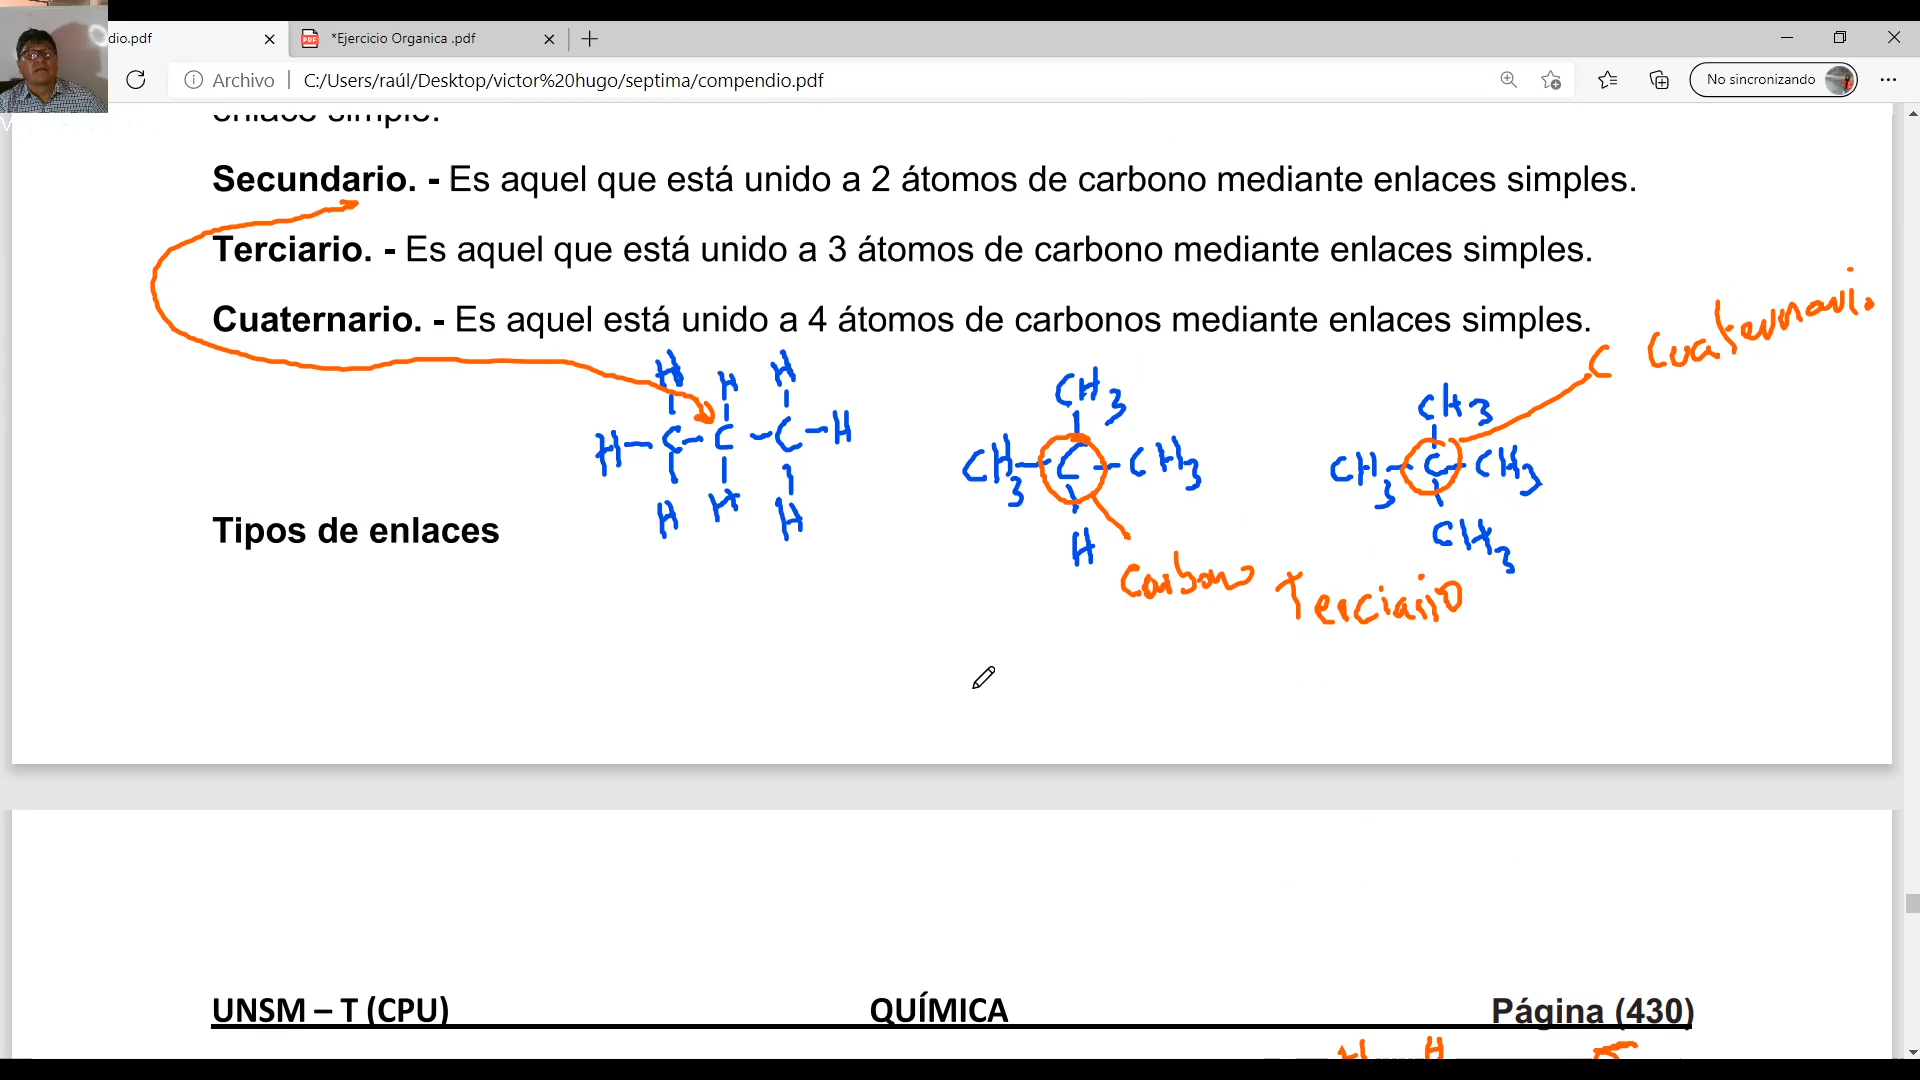 dio.pdf
*Ejercicio Organica .pdf
Archivo
C:/Users/raúl/Desktop/victor%20hugo/septima/compendio.pdf
No sincronizando
enlace simple.
Secundario. - Es aquel que está unido a 2 átomos de carbono mediante enlaces simples.
Terciario. - Es aquel que está unido a 3 átomos de carbono mediante enlaces simples.
Cuaternario. - Es aquel está unido a 4 átomos de carbonos mediante enlaces simples.
C Cuaternario
H H H
H-C-C-C-H
H H H
CH3
CH3-C-CH3
H
CH3
CH3-C-CH3
CH3
Tipos de enlaces
Carbono Terciario
UNSM – T (CPU) QUÍMICA Página (430)
H H